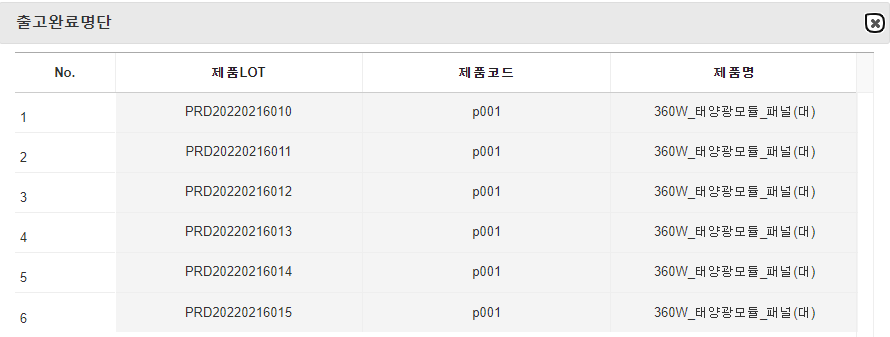 출고완료명단
No. 제품LOT 제품코드 제품명
1 PRD20220216010 p001 360W_태양광모듈_패널(대)
2 PRD20220216011 p001 360W_태양광모듈_패널(대)
3 PRD20220216012 p001 360W_태양광모듈_패널(대)
4 PRD20220216013 p001 360W_태양광모듈_패널(대)
5 PRD20220216014 p001 360W_태양광모듈_패널(대)
6 PRD20220216015 p001 360W_태양광모듈_패널(대)